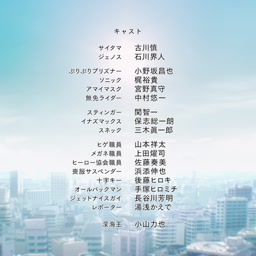 キャスト
サイタマ 古川慎
ジェノス 石川界人
ぷりぷりプリズナー 小野坂昌也
ソニック 梶裕貴
アマイマスク 宮野真守
無免ライダー 中村悠一
スティンガー 関智一
イナズマックス 保志総一朗
スネック 三木眞一郎
ヒゲ職員 山本祥太
メガネ職員 上田燿司
ヒーロー協会職員 佐藤奏美
喪服サスペンダー 浜添伸也
十字キー 後藤ヒロキ
オールバックマン 手塚ヒロミチ
ジェットナイスガイ 長谷川芳明
レポーター 湯浅かえで
深海王 小山力也